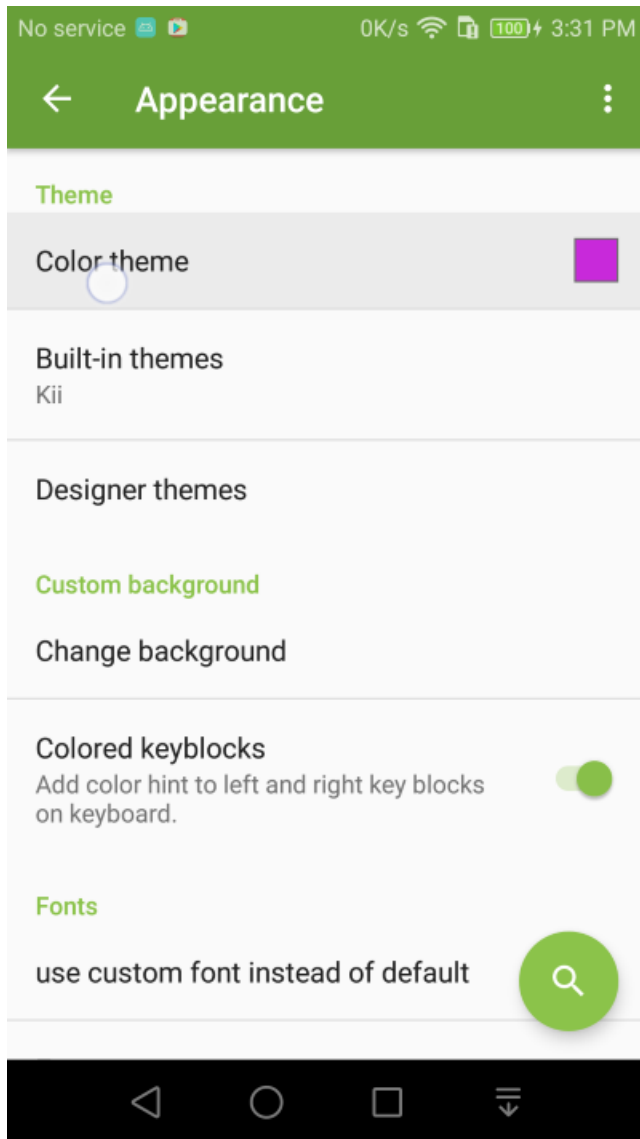 No service 0K/s 100 3:31 PM
Appearance
Theme
Color theme
Built-in themes
Kii
Designer themes
Custom background
Change background
Colored keyblocks
Add color hint to left and right key blocks
on keyboard.
Fonts
use custom font instead of default